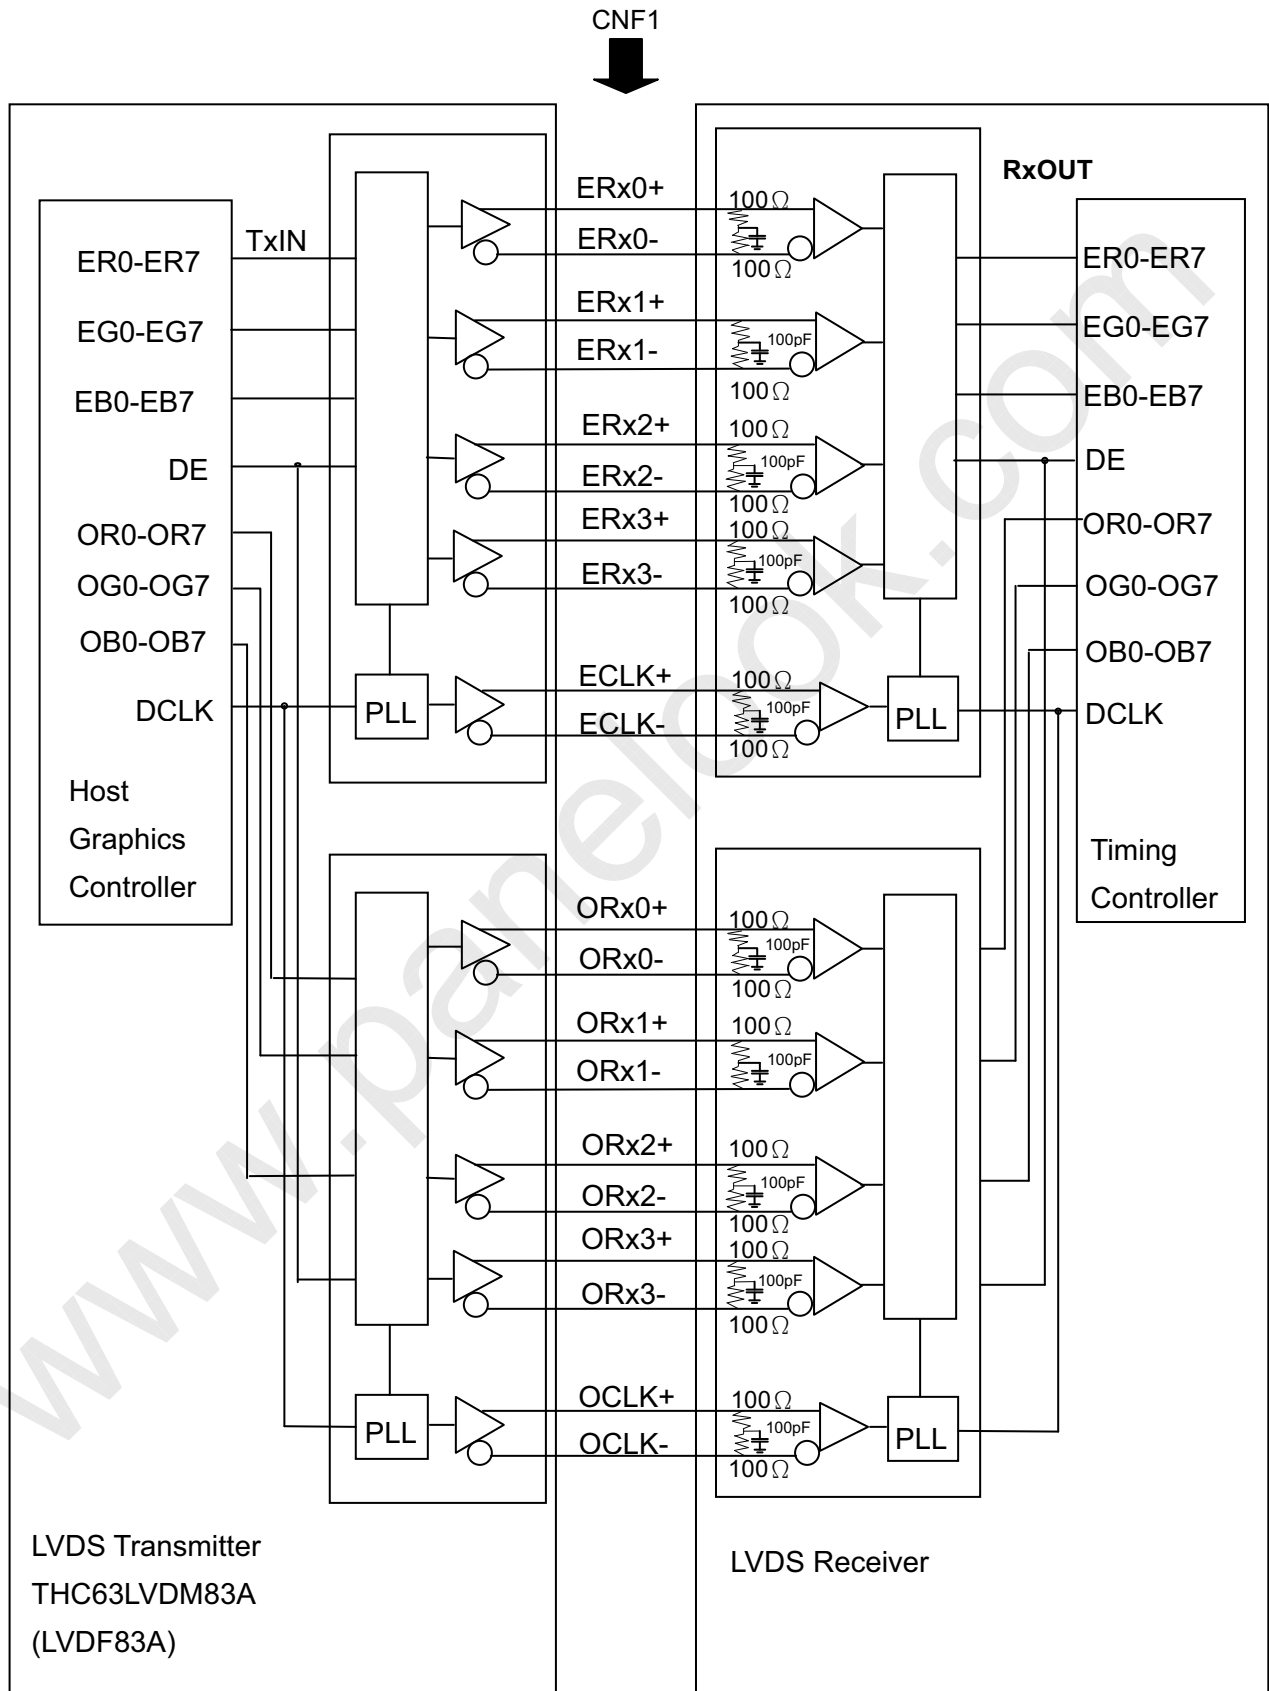 CNF1
RxOUT
TxIN
ER0-ER7
EG0-EG7
EB0-EB7
DE
OR0-OR7
OG0-OG7
OB0-OB7
DCLK
Host
Graphics
Controller
PLL
ERx0+
ERx0-
ERx1+
ERx1-
ERx2+
ERx2-
ERx3+
ERx3-
ECLK+
ECLK-
100Ω
100Ω
100pF
100Ω
100Ω
100pF
100Ω
100Ω
100pF
100Ω
100Ω
100pF
100Ω
PLL
ER0-ER7
EG0-EG7
EB0-EB7
DE
OR0-OR7
OG0-OG7
OB0-OB7
DCLK
Timing
Controller
PLL
ORx0+
ORx0-
ORx1+
ORx1-
ORx2+
ORx2-
ORx3+
ORx3-
OCLK+
OCLK-
100Ω
100pF
100Ω
100Ω
100pF
100Ω
100pF
100Ω
100Ω
100pF
100Ω
100Ω
100pF
100Ω
PLL
LVDS Transmitter
THC63LVDM83A
(LVDF83A)
LVDS Receiver
www.panelook.com